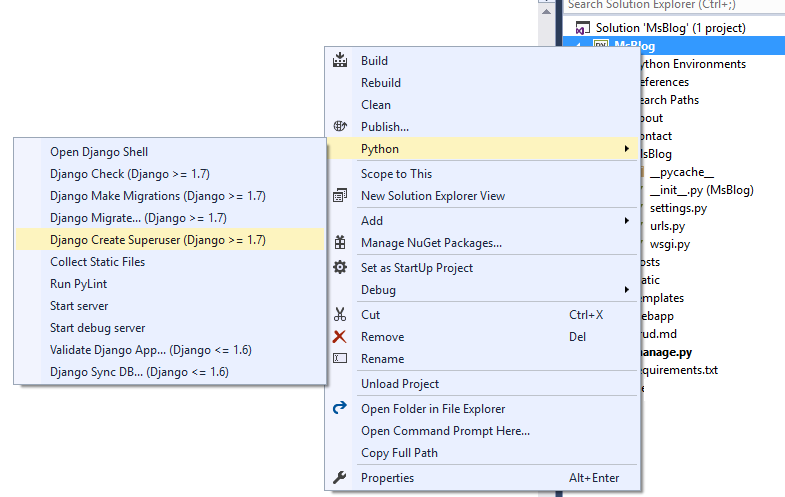 Search Solution Explorer (Ctrl+;)
Solution 'MsBlog' (1 project)
MsBlog
Build
Rebuild
Clean
Publish...
Python
Scope to This
New Solution Explorer View
Add
Manage NuGet Packages...
Set as StartUp Project
Debug
Cut Ctrl+X
Remove Del
Rename
Unload Project
Open Folder in File Explorer
Open Command Prompt Here...
Copy Full Path
Properties Alt+Enter
Open Django Shell
Django Check (Django >= 1.7)
Django Make Migrations (Django >= 1.7)
Django Migrate... (Django >= 1.7)
Django Create Superuser (Django >= 1.7)
Collect Static Files
Run PyLint
Start server
Start debug server
Validate Django App... (Django <= 1.6)
Django Sync DB... (Django <= 1.6)
ython Environments
eferences
earch Paths
bout
ontact
sBlog
__pycache__
__init__.py (MsBlog)
settings.py
urls.py
wsgi.py
osts
atic
emplates
ebapp
rud.md
anage.py
equirements.txt